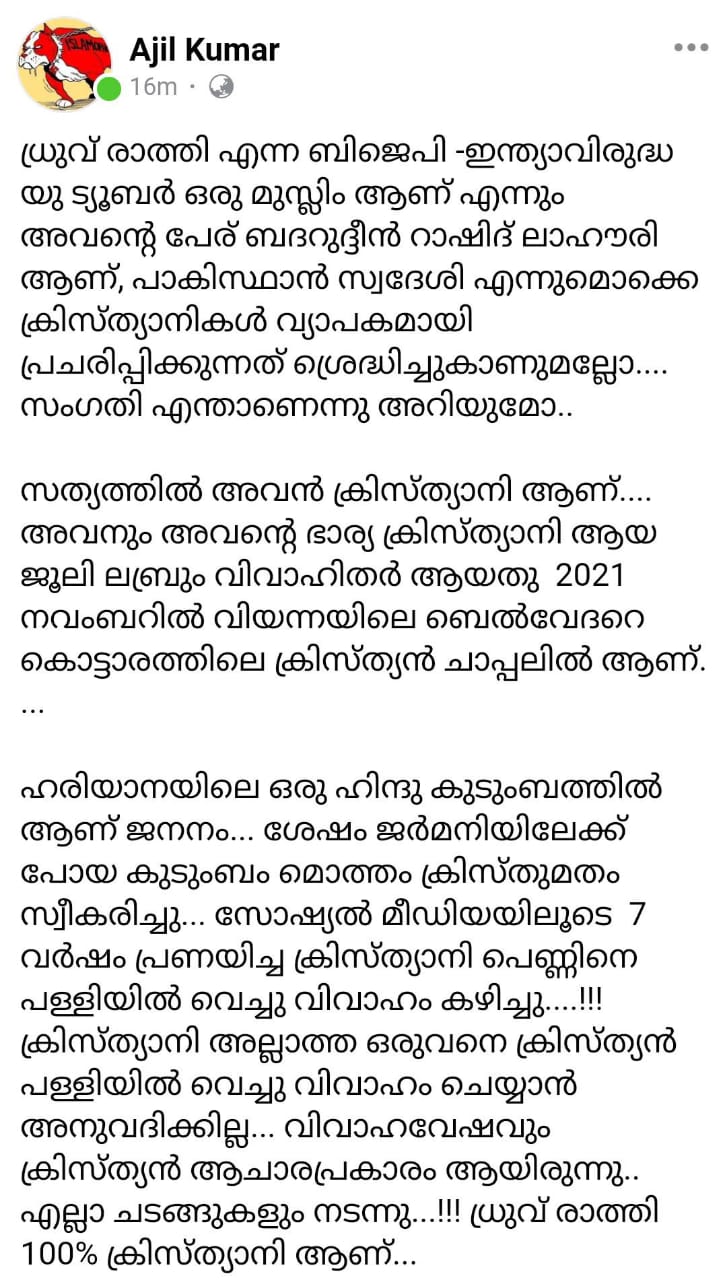 Ajil Kumar
16m ·
ധ്രുവ് രാത്തി എന്ന ബിജെപി -ഇന്ത്യാവിരുദ്ധ
യു ട്യൂബർ ഒരു മുസ്ലിം ആണ് എന്നും
അവന്റെ പേര് ബദറുദ്ദീൻ റാഷിദ് ലാഹൗരി
ആണ്, പാകിസ്ഥാൻ സ്വദേശി എന്നുമൊക്കെ
ക്രിസ്ത്യാനികൾ വ്യാപകമായി
പ്രചരിപ്പിക്കുന്നത് ശ്രെദ്ധിച്ചുകാണുമല്ലോ....
സംഗതി എന്താണെന്നു അറിയുമോ..
സത്യത്തിൽ അവൻ ക്രിസ്ത്യാനി ആണ്....
അവനും അവന്റെ ഭാര്യ ക്രിസ്ത്യാനി ആയ
ജൂലി ലബ്രും വിവാഹിതർ ആയതു 2021
നവംബറിൽ വിയന്നയിലെ ബെൽവേദറെ
കൊട്ടാരത്തിലെ ക്രിസ്ത്യൻ ചാപ്പലിൽ ആണ്.
...
ഹരിയാനയിലെ ഒരു ഹിന്ദു കുടുംബത്തിൽ
ആണ് ജനനം... ശേഷം ജർമനിയിലേക്ക്
പോയ കുടുംബം മൊത്തം ക്രിസ്തുമതം
സ്വീകരിച്ചു... സോഷ്യൽ മീഡിയയിലൂടെ 7
വർഷം പ്രണയിച്ച ക്രിസ്ത്യാനി പെണ്ണിനെ
പള്ളിയിൽ വെച്ചു വിവാഹം കഴിച്ചു....!!!
ക്രിസ്ത്യാനി അല്ലാത്ത ഒരുവനെ ക്രിസ്ത്യൻ
പള്ളിയിൽ വെച്ചു വിവാഹം ചെയ്യാൻ
അനുവദിക്കില്ല... വിവാഹവേഷവും
ക്രിസ്ത്യൻ ആചാരപ്രകാരം ആയിരുന്നു..
എല്ലാ ചടങ്ങുകളും നടന്നു...!!! ധ്രുവ് രാത്തി
100% ക്രിസ്ത്യാനി ആണ്...